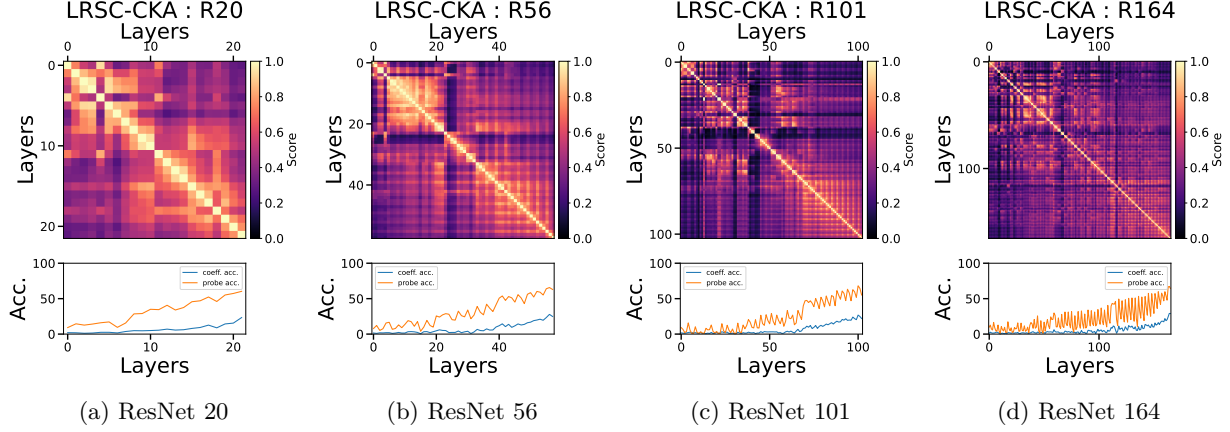 LRSC-CKA : R20
Layers
0 10 20
0
10
20
Layers
1.0
0.8
0.6
0.4
0.2
0.0
Score
100
50
0
Acc.
coeff. acc.
probe acc.
0 10 20
Layers
(a) ResNet 20
LRSC-CKA : R56
Layers
0 20 40
20
40
Layers
1.0
0.8
0.6
0.4
0.2
0.0
Score
0
100
50
0
Acc.
coeff. acc.
probe acc.
0 20 40
Layers
(b) ResNet 56
LRSC-CKA : R101
Layers
0 50 100
0
50
100
Layers
1.0
0.8
0.6
0.4
0.2
0.0
Score
100
50
0
Acc.
coeff. acc.
probe acc.
0 50 100
Layers
(c) ResNet 101
LRSC-CKA : R164
Layers
0 100
0
100
Layers
1.0
0.8
0.6
0.4
0.2
0.0
Score
100
50
0
Acc.
coeff. acc.
probe acc.
0 100
Layers
(d) ResNet 164